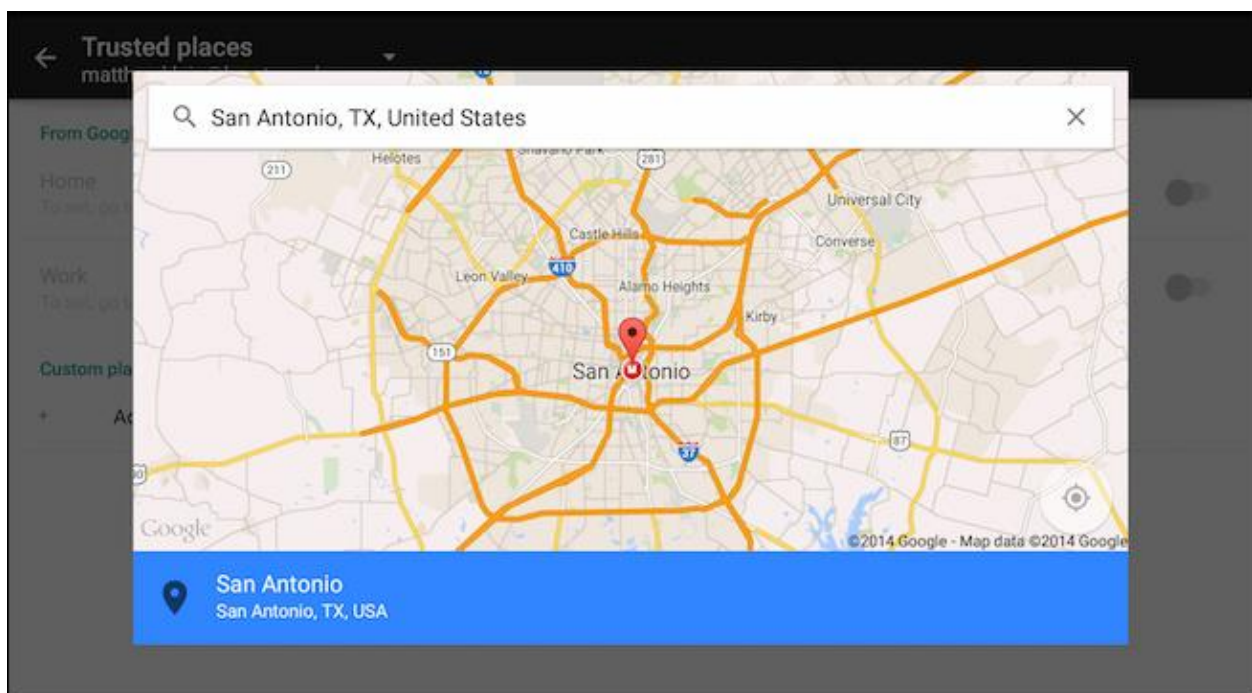 Trusted places
San Antonio, TX, United States
From Goog
Helotes
281
211
Home
Universal City
Castle Hills
Converse
410
Leon Valley
Work
Alamo Heights
Kirby
151
San Antonio
Custom pla
87
37
Google
©2014 Google - Map data ©2014 Google
San Antonio
San Antonio, TX, USA